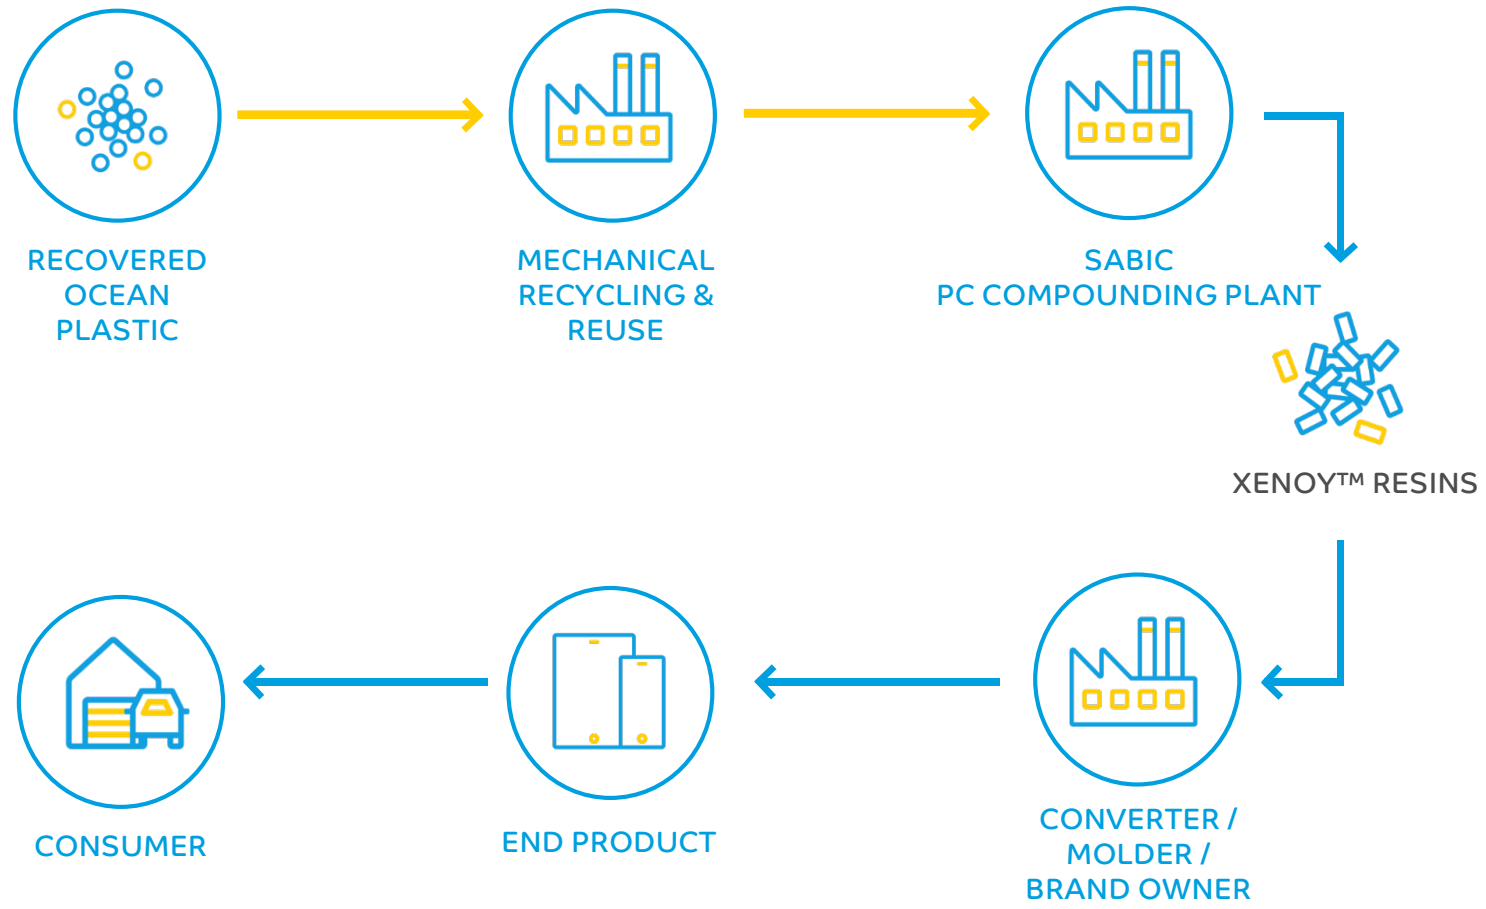 RECOVERED
OCEAN
PLASTIC
MECHANICAL
RECYCLING &
REUSE
SABIC
PC COMPOUNDING PLANT
XENOY™ RESINS
CONSUMER
END PRODUCT
CONVERTER /
MOLDER /
BRAND OWNER